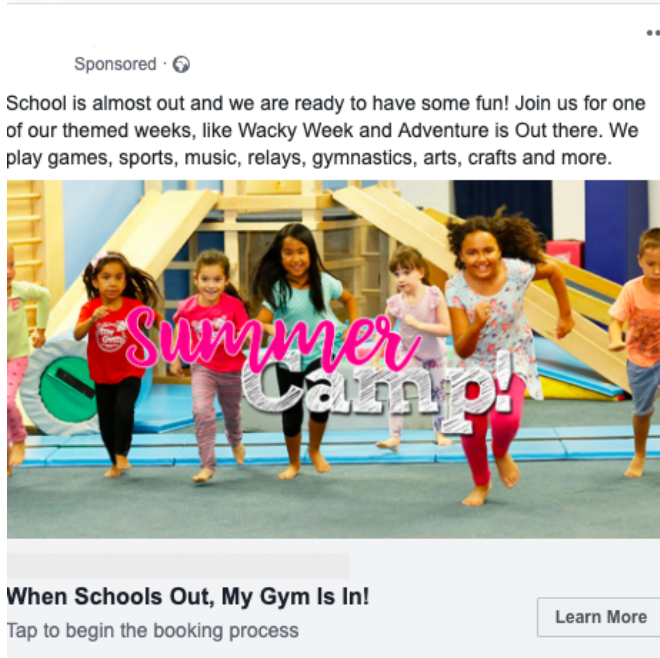 Sponsored ·
School is almost out and we are ready to have some fun! Join us for one
of our themed weeks, like Wacky Week and Adventure is Out there. We
play games, sports, music, relays, gymnastics, arts, crafts and more.
my
Gym
Summer
Camp!
When Schools Out, My Gym Is In!
Tap to begin the booking process
Learn More